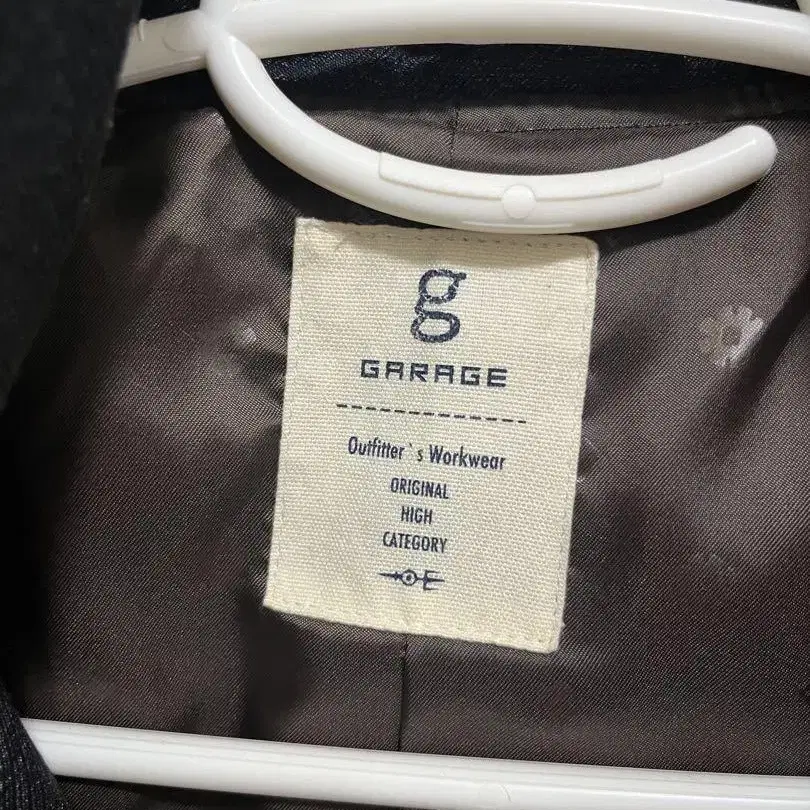 g
GARAGE
Outfitter`s Workwear
ORIGINAL
HIGH
CATEGORY